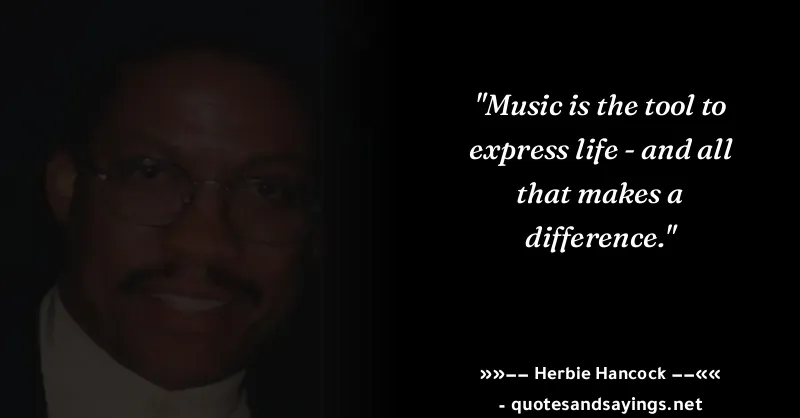 "Music is the tool to
express life - and all
that makes a
difference."
»»−− Herbie Hancock −−««
- quotesandsayings.net